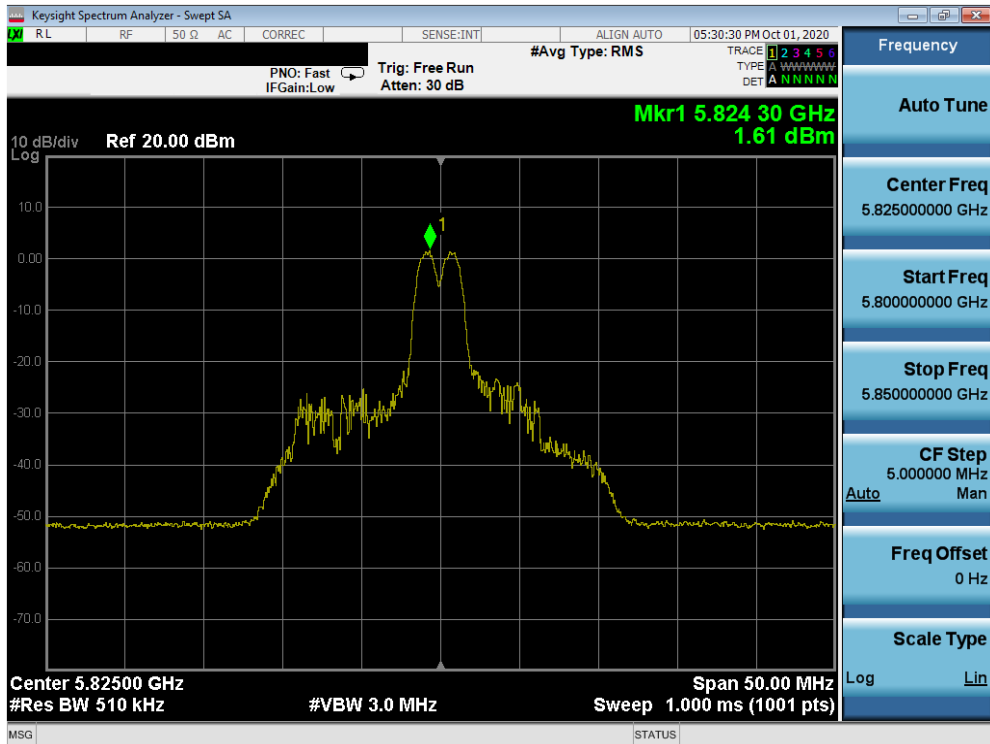 Keysight Spectrum Analyzer - Swept SA
LXI RL RF 50 Ω AC CORREC SENSE:INT ALIGN AUTO 05:30:30 PM Oct 01, 2020
#Avg Type: RMS
TRACE 1 2 3 4 5 6
TYPE A WWWWW
DET A N N N N N
PNO: Fast
IFGain:Low
Trig: Free Run
Atten: 30 dB
Mkr1 5.824 30 GHz
1.61 dBm
10 dB/div
Log
Ref 20.00 dBm
1
10.0
0.00
-10.0
-20.0
-30.0
-40.0
-50.0
-60.0
-70.0
Center 5.82500 GHz
Span 50.00 MHz
#Res BW 510 kHz
#VBW 3.0 MHz
Sweep 1.000 ms (1001 pts)
MSG
STATUS
Frequency
Auto Tune
Center Freq
5.825000000 GHz
Start Freq
5.800000000 GHz
Stop Freq
5.850000000 GHz
CF Step
5.000000 MHz
Auto Man
Freq Offset
0 Hz
Scale Type
Log Lin